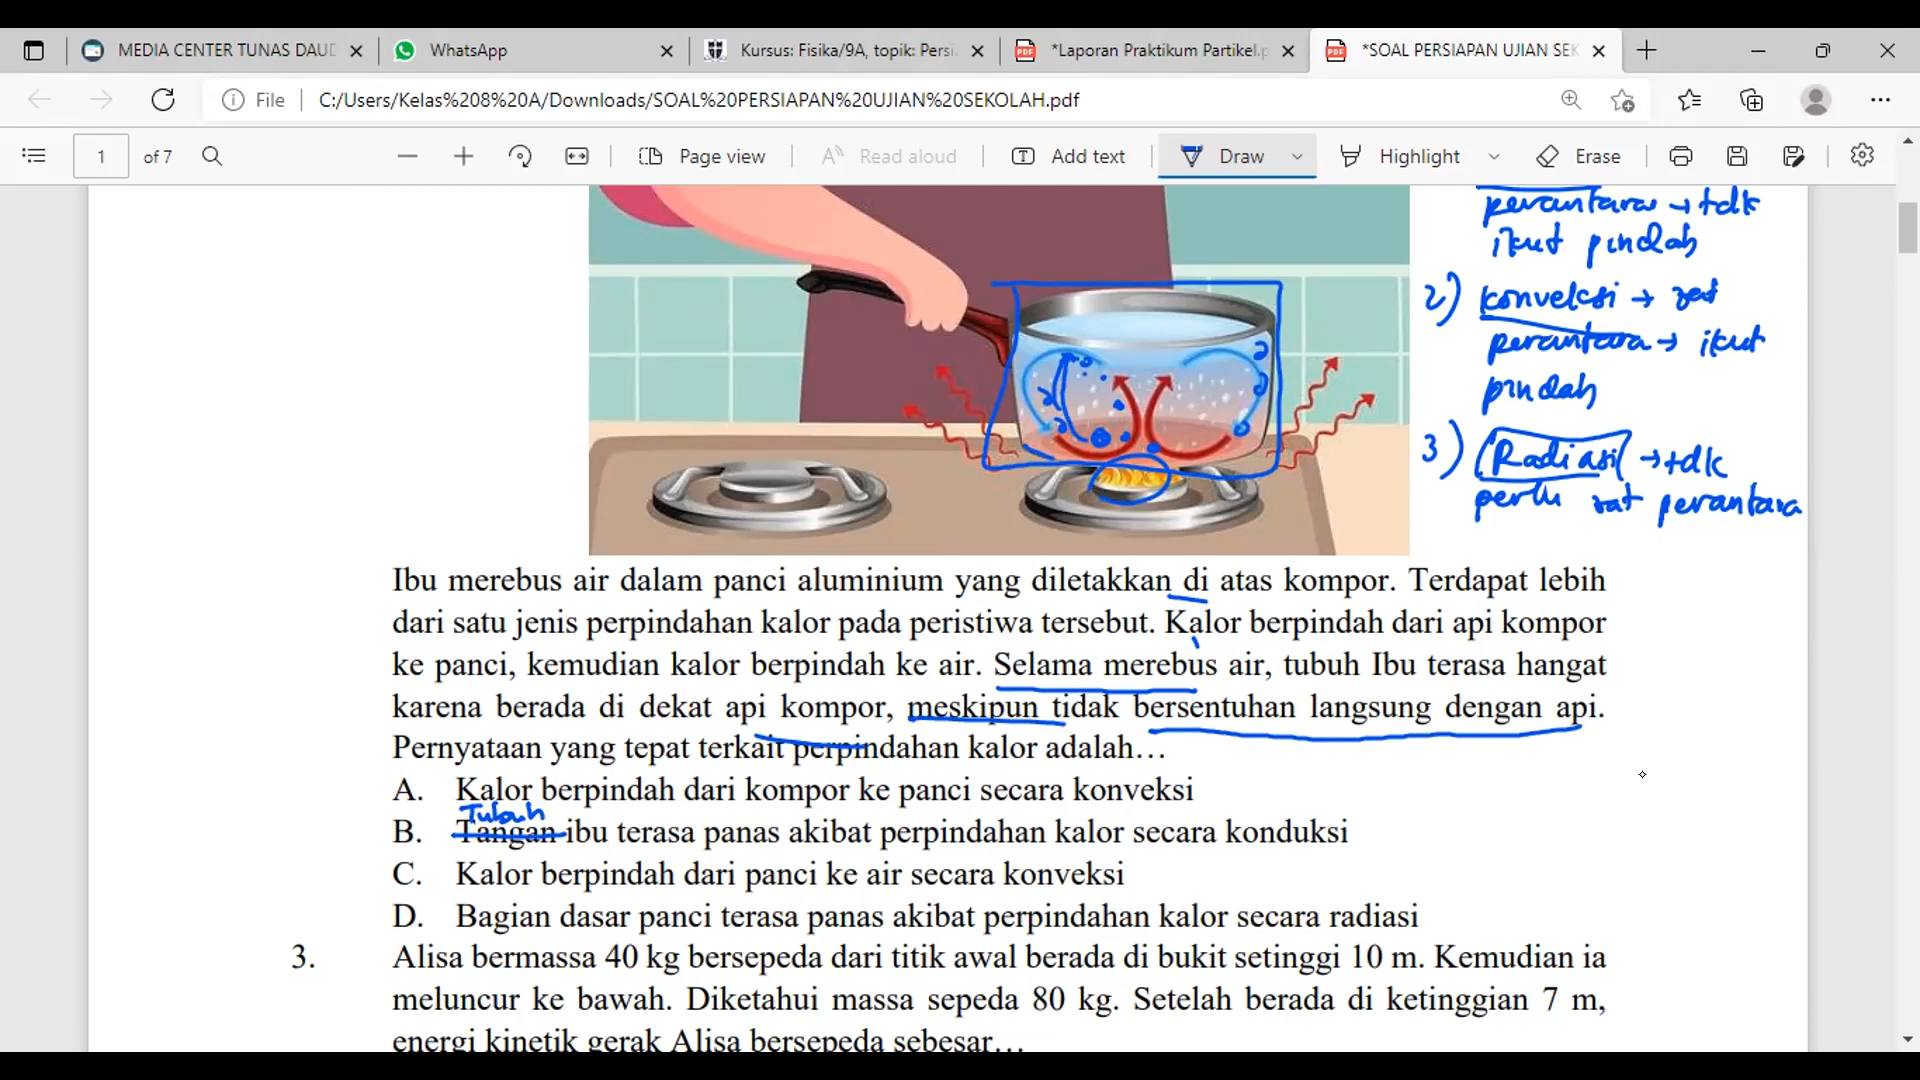 MEDIA CENTER TUNAS DAUD
WhatsApp
Kursus: Fisika/9A, topik: Persi
*Laporan Praktikum Partikel.p
*SOAL PERSIAPAN UJIAN SEK
File
C:/Users/Kelas%208%20A/Downloads/SOAL%20PERSIAPAN%20UJIAN%20SEKOLAH.pdf
1 of 7
Page view
Read aloud
Add text
Draw
Highlight
Erase
perantara → tdk
ikut pindah
2) konveksi → zat
perantara → ikut
pindah
3) Radiasi → tdk
perlu zat perantara
Ibu merebus air dalam panci aluminium yang diletakkan di atas kompor. Terdapat lebih
dari satu jenis perpindahan kalor pada peristiwa tersebut. Kalor berpindah dari api kompor
ke panci, kemudian kalor berpindah ke air. Selama merebus air, tubuh Ibu terasa hangat
karena berada di dekat api kompor, meskipun tidak bersentuhan langsung dengan api.
Pernyataan yang tepat terkait perpindahan kalor adalah…
A. Kalor berpindah dari kompor ke panci secara konveksi
Tubuh
B. Tangan ibu terasa panas akibat perpindahan kalor secara konduksi
C. Kalor berpindah dari panci ke air secara konveksi
D. Bagian dasar panci terasa panas akibat perpindahan kalor secara radiasi
3. Alisa bermassa 40 kg bersepeda dari titik awal berada di bukit setinggi 10 m. Kemudian ia
meluncur ke bawah. Diketahui massa sepeda 80 kg. Setelah berada di ketinggian 7 m,
energi kinetik gerak Alisa bersepeda sebesar…